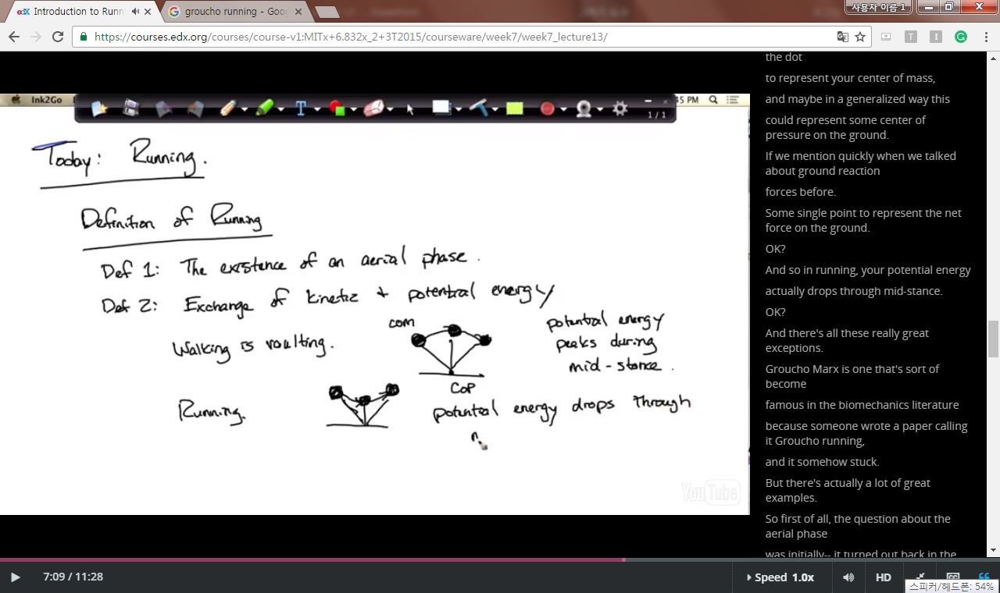 edX Introduction to Runn
groucho running - Goog
사용자 이름 1
https://courses.edx.org/courses/course-v1:MITx+6.832x_2+3T2015/courseware/week7/week7_lecture13/
Ink2Go
45 PM
1 / 1
Today: Running.
Definition of Running
Def 1: The existence of an aerial phase.
Def 2: Exchange of kinetic + potential energy
Walking is vaulting.
COM
CoP
potential energy
peaks during
mid-stance.
Running.
potential energy drops through
YouTube
the dot
to represent your center of mass,
and maybe in a generalized way this
could represent some center of
pressure on the ground.
If we mention quickly when we talked
about ground reaction
forces before.
Some single point to represent the net
force on the ground.
OK?
And so in running, your potential energy
actually drops through mid-stance.
OK?
And there's all these really great
exceptions.
Groucho Marx is one that's sort of
become
famous in the biomechanics literature
because someone wrote a paper calling
it Groucho running,
and it somehow stuck.
But there's actually a lot of great
examples.
So first of all, the question about the
aerial phase
was initially-- it turned out back in the
7:09 / 11:28
Speed 1.0x
HD
스피커/헤드폰: 54%